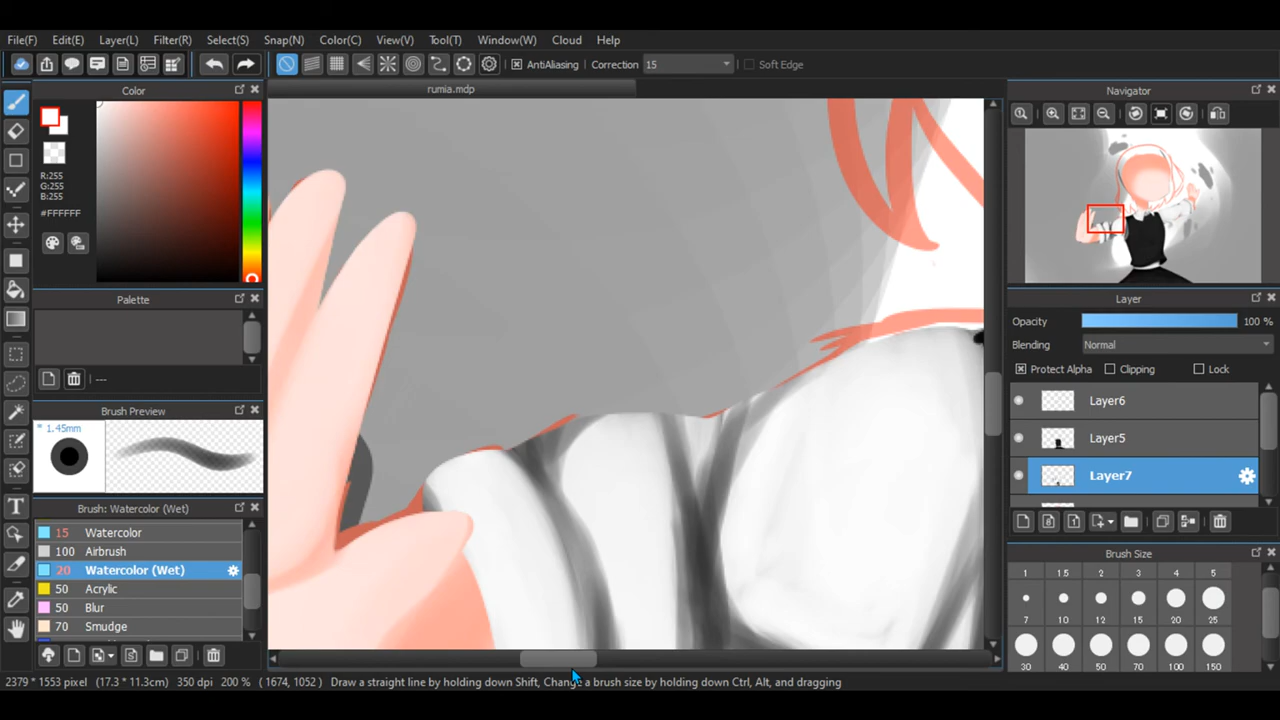 File(F) Edit(E) Layer(L) Filter(R) Select(S) Snap(N) Color(C) View(V) Tool(T) Window(W) Cloud Help
AntiAliasing Correction 15 Soft Edge
Color
rumia.mdp
Navigator
R:255
G:255
B:255
#FFFFFF
Palette
---
Brush Preview
* 1.45mm
Brush: Watercolor (Wet)
15 Watercolor
100 Airbrush
20 Watercolor (Wet)
50 Acrylic
50 Blur
70 Smudge
Layer
Opacity 100 %
Blending Normal
Protect Alpha Clipping Lock
Layer6
Layer5
Layer7
Brush Size
1 1.5 2 3 4 5
7 10 12 15 20 25
30 40 50 70 100 150
2379 * 1553 pixel (17.3 * 11.3cm) 350 dpi 200 % ( 1674, 1052 ) Draw a straight line by holding down Shift, Change a brush size by holding down Ctrl, Alt, and dragging